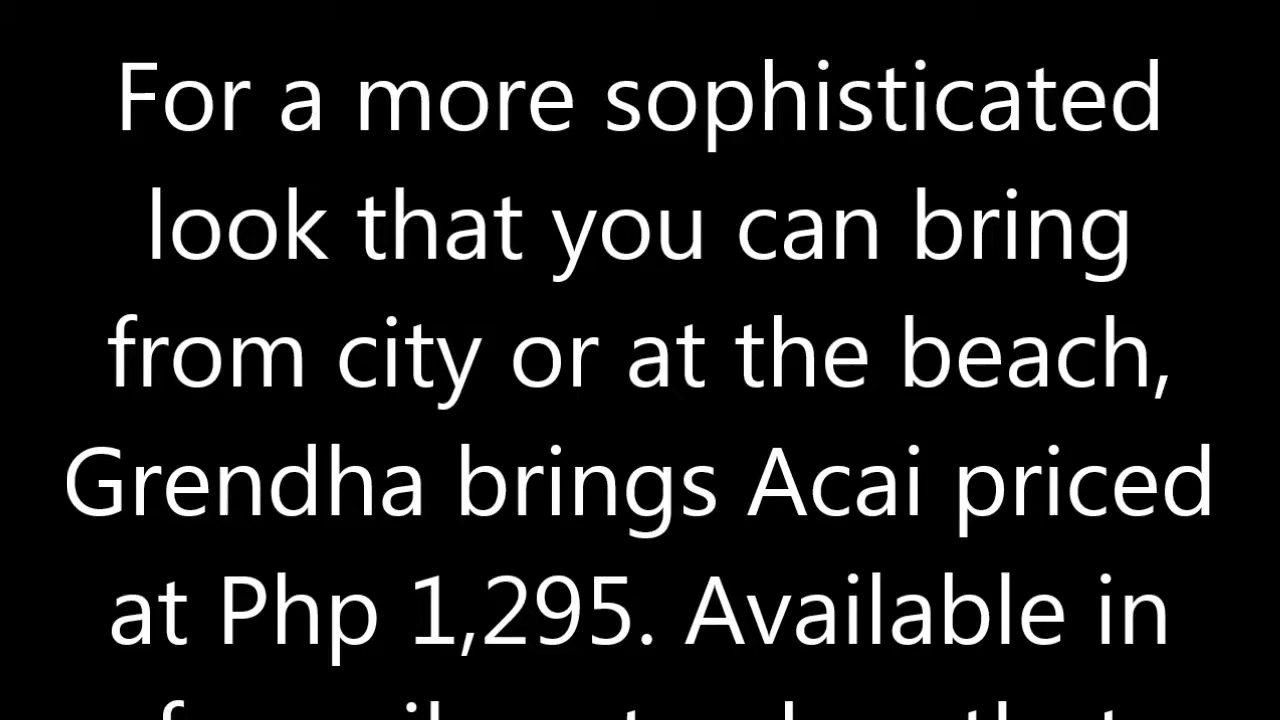 For a more sophisticated
look that you can bring
from city or at the beach,
Grendha brings Acai priced
at Php 1,295. Available in